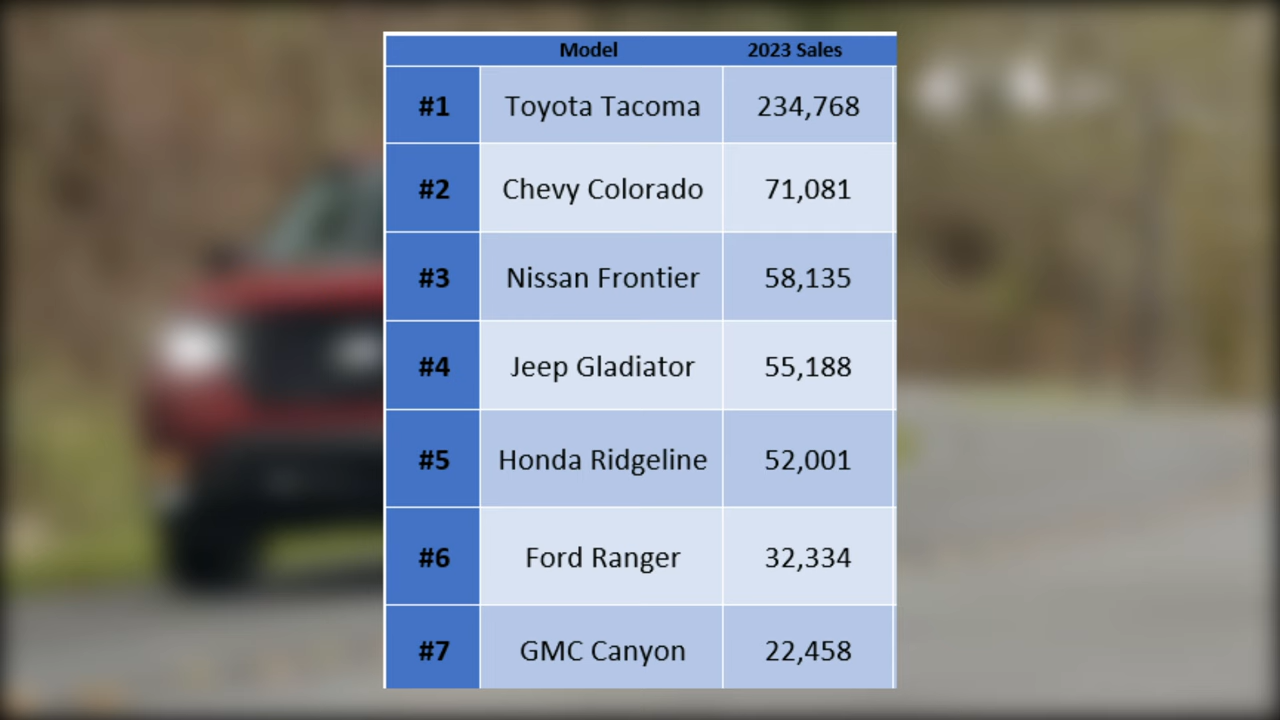 Model 2023 Sales
#1 Toyota Tacoma 234,768
#2 Chevy Colorado 71,081
#3 Nissan Frontier 58,135
#4 Jeep Gladiator 55,188
#5 Honda Ridgeline 52,001
#6 Ford Ranger 32,334
#7 GMC Canyon 22,458